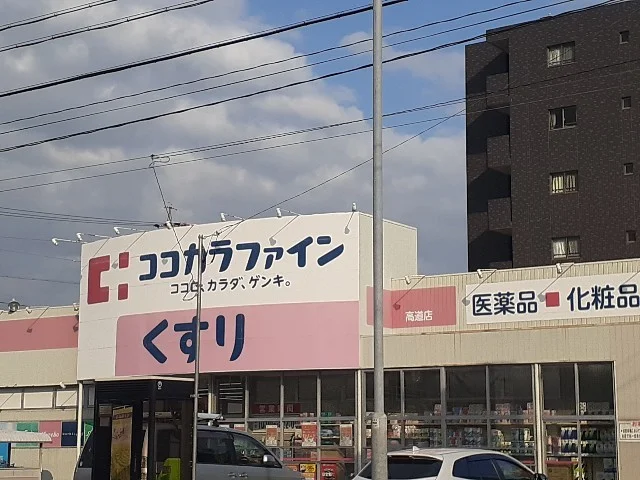 ココカラファイン
ココロ、カラダ、ゲンキ。
くすり
高道店
医薬品 化粧品